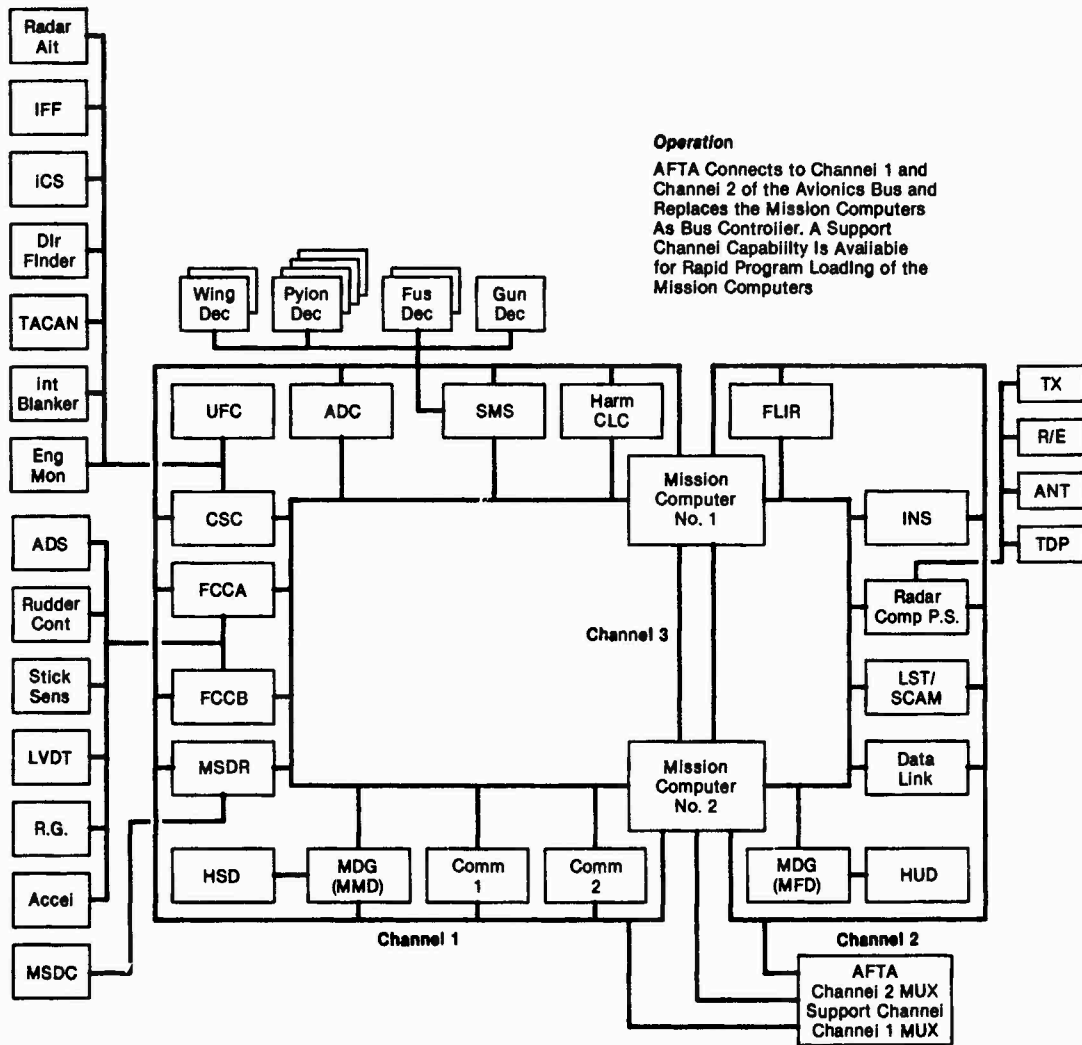 Radar
Ait
IFF
iCS
Dir
Finder
TACAN
int
Blanker
Eng
Mon
ADS
Rudder
Cont
Stick
Sens
LVDT
R.G.
Accei
MSDC
Operation
AFTA Connects to Channel 1 and
Channel 2 of the Avionics Bus and
Replaces the Mission Computers
As Bus Controller. A Support
Channel Capability Is Available
for Rapid Program Loading of the
Mission Computers
Wing
Dec
Pyion
Dec
Fus
Dec
Gun
Dec
UFC
ADC
SMS
Harm
CLC
FLIR
Mission
Computer
No. 1
CSC
FCCA
FCCB
MSDR
Channel 3
INS
Radar
Comp P.S.
LST/
SCAM
Data
Link
TX
R/E
ANT
TDP
Mission
Computer
No. 2
HSD
MDG
(MMD)
Comm
1
Comm
2
MDG
(MFD)
HUD
Channel 1
Channel 2
AFTA
Channel 2 MUX
Support Channel
Channel 1 MUX